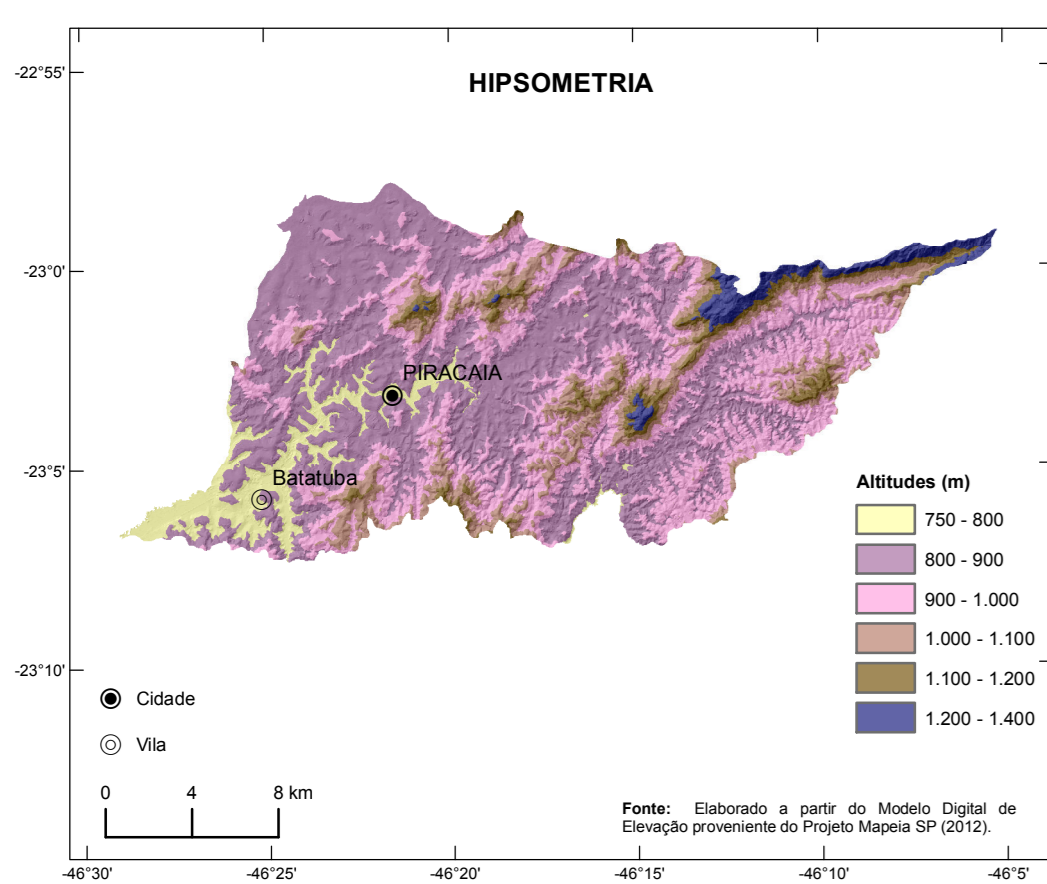 HIPSOMETRIA
-22°55'
-23°0'
-23°5'
-23°10'
PIRACAIA
Batatuba
Altitudes (m)
750 - 800
800 - 900
900 - 1.000
1.000 - 1.100
1.100 - 1.200
1.200 - 1.400
Cidade
Vila
0 4 8 km
Fonte: Elaborado a partir do Modelo Digital de
Elevação proveniente do Projeto Mapeia SP (2012).
-46°30' -46°25' -46°20' -46°15' -46°10' -46°5'